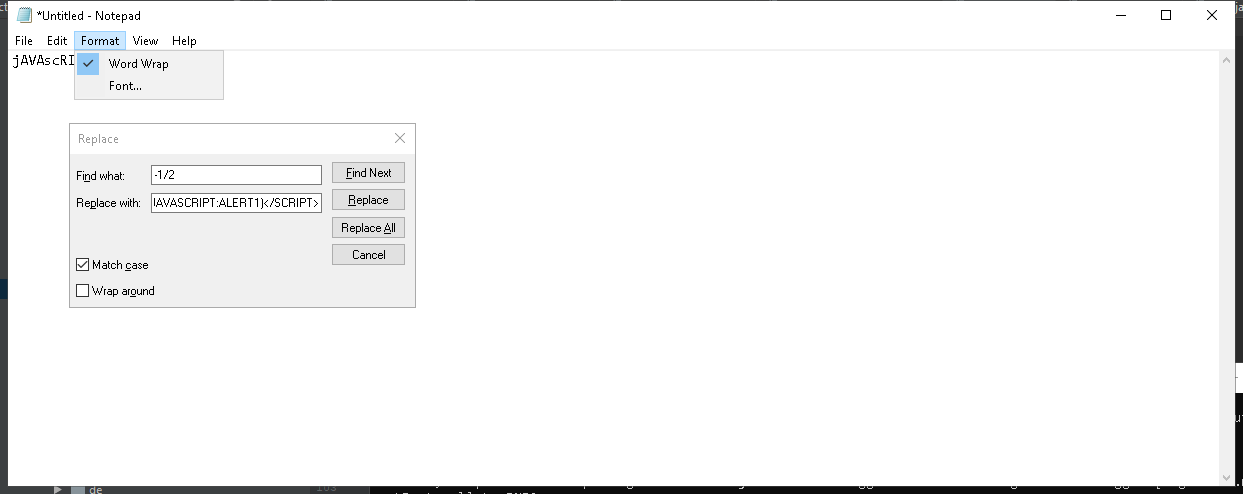 *Untitled - Notepad
File Edit Format View Help
jAVAscRI
Word Wrap
Font...
Replace
Find what: -1/2 Find Next
Replace with: IAVASCRIPT:ALERT1)</SCRIPT> Replace
Replace All
Cancel
Match case
Wrap around
de